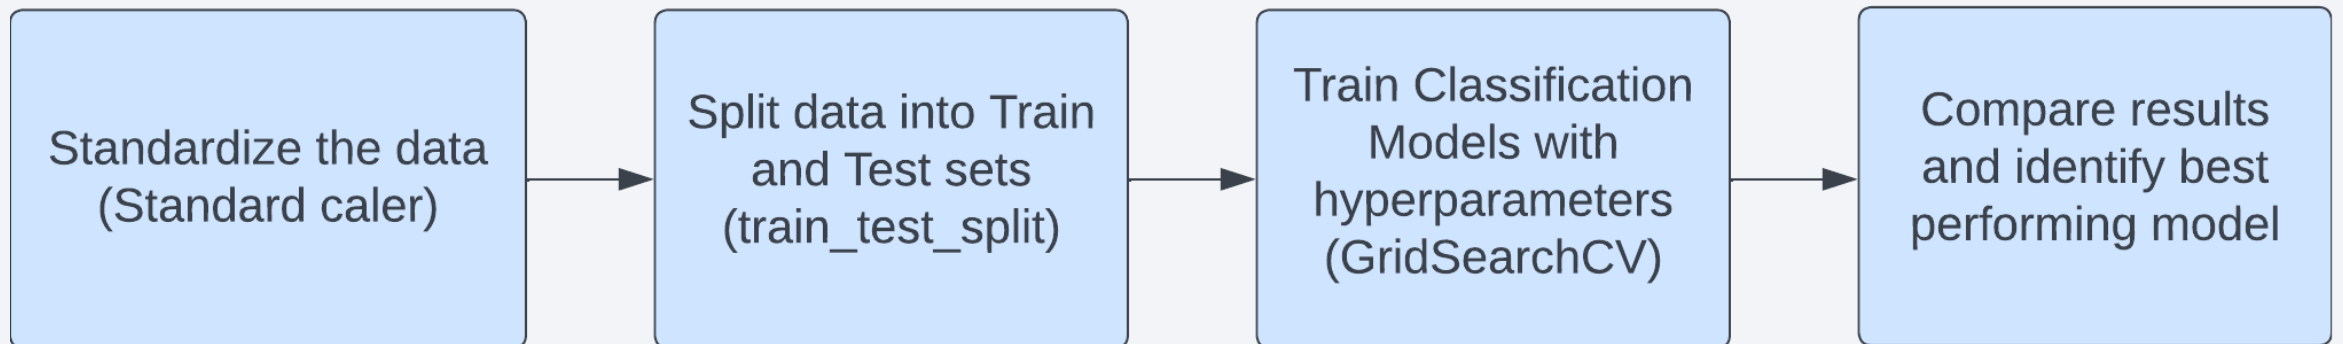 Standardize the data
(Standard caler)
Split data into Train
and Test sets
(train_test_split)
Train Classification
Models with
hyperparameters
(GridSearchCV)
Compare results
and identify best
performing model